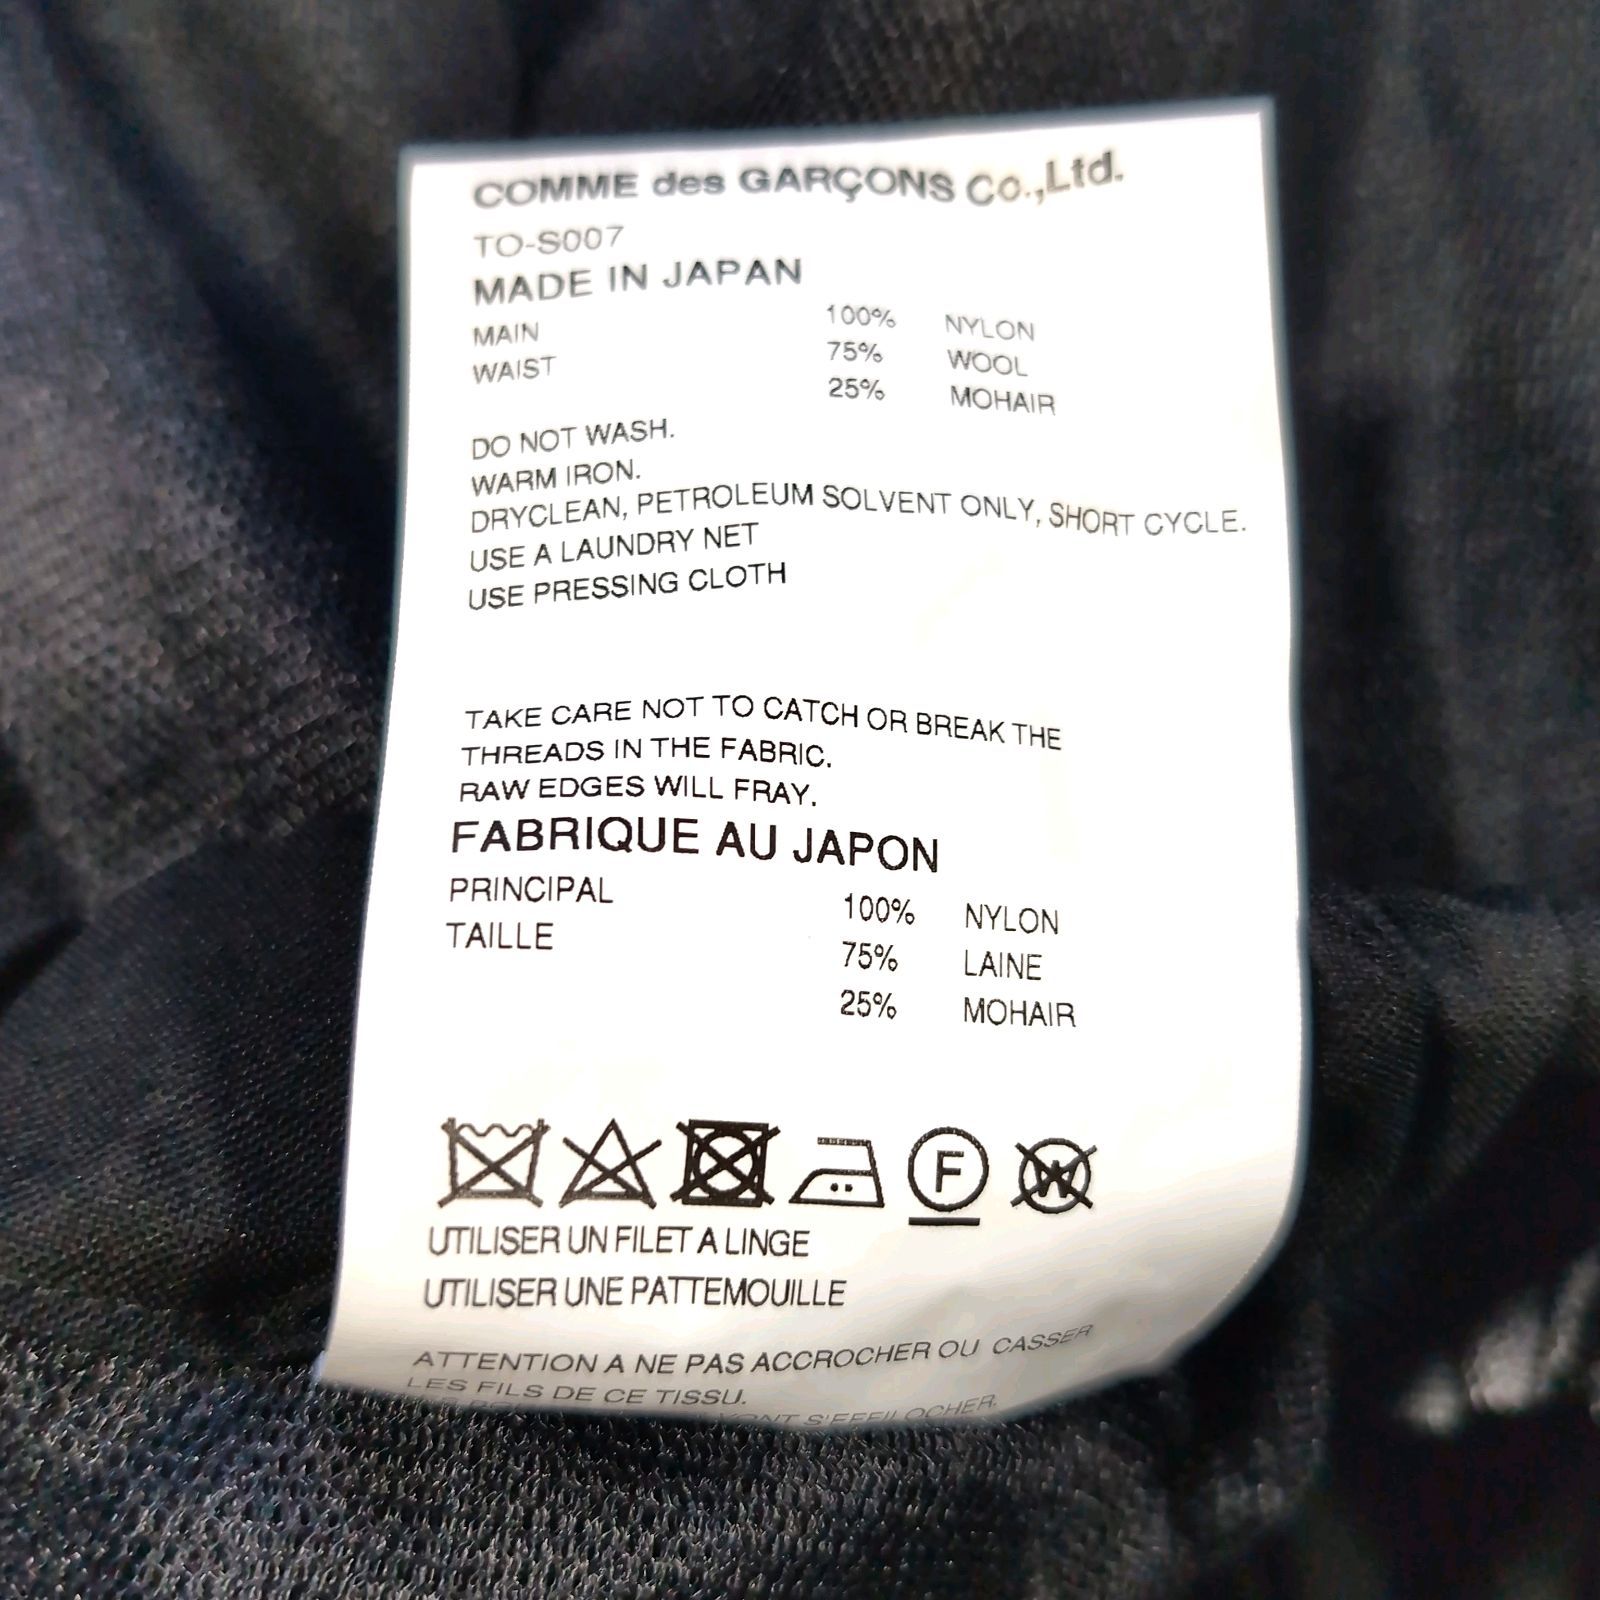 COMME des GARÇONS Co.,Ltd.
TO-S007
MADE IN JAPAN
MAIN 100% NYLON
WAIST 75% WOOL
25% MOHAIR
DO NOT WASH.
WARM IRON.
DRYCLEAN, PETROLEUM SOLVENT ONLY, SHORT CYCLE.
USE A LAUNDRY NET
USE PRESSING CLOTH
TAKE CARE NOT TO CATCH OR BREAK THE
THREADS IN THE FABRIC.
RAW EDGES WILL FRAY.
FABRIQUE AU JAPON
PRINCIPAL 100% NYLON
TAILLE 75% LAINE
25% MOHAIR
F W
UTILISER UN FILET A LINGE
UTILISER UNE PATTEMOUILLE
ATTENTION A NE PAS ACCROCHER OU CASSER
LES FILS DE CE TISSU.
VONT S'EFFILOCHER.